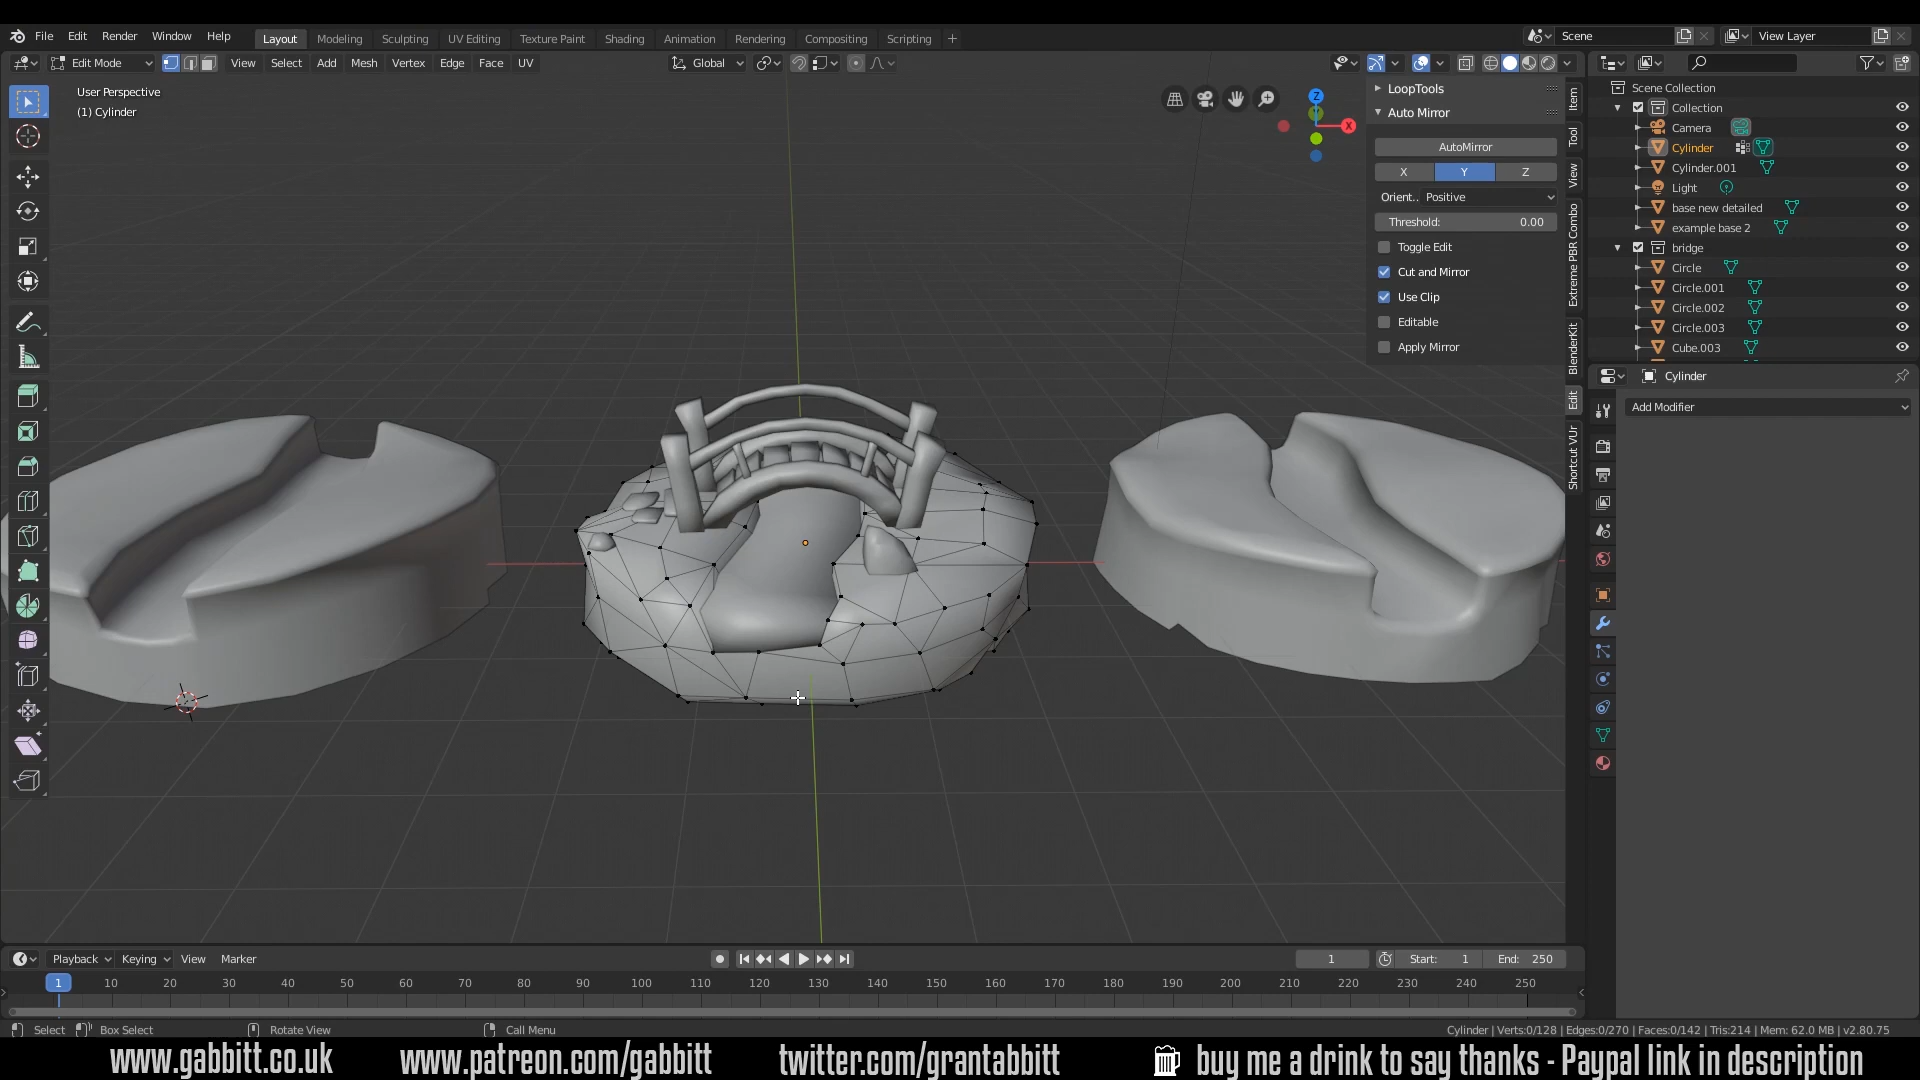 File Edit Render Window Help Layout Modeling Sculpting UV Editing Texture Paint Shading Animation Rendering Compositing Scripting + Scene View Layer
Edit Mode View Select Add Mesh Vertex Edge Face UV Global
User Perspective
(1) Cylinder
Z
X
LoopTools
Auto Mirror
AutoMirror
X Y Z
Orient.. Positive
Threshold: 0.00
Toggle Edit
Cut and Mirror
Use Clip
Editable
Apply Mirror
Item
Tool
View
Extreme PBR Combo
BlenderKit
Edit
Shortcut VUr
Scene Collection
Collection
Camera
Cylinder
Cylinder.001
Light
base new detailed
example base 2
bridge
Circle
Circle.001
Circle.002
Circle.003
Cube.003
Cylinder
Add Modifier
Playback Keying View Marker 1 Start: 1 End: 250
1 10 20 30 40 50 60 70 80 90 100 110 120 130 140 150 160 170 180 190 200 210 220 230 240 250
Select Box Select Rotate View Call Menu Cylinder | Verts:0/128 | Edges:0/270 | Faces:0/142 | Tris:214 | Mem: 62.0 MB | v2.80.75
www.gabbitt.co.uk www.patreon.com/gabbitt twitter.com/grantabbitt buy me a drink to say thanks - Paypal link in description